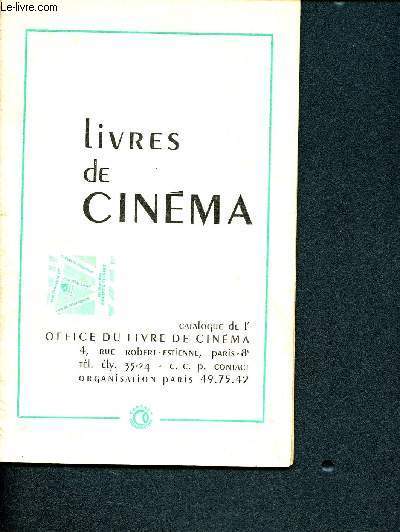 Le-livre.com
LIVRES
DE
CINÉMA
CATALOGUE DE l'
OFFICE DU LIVRE DE CINÉMA
4, RUE ROBERT-ESTIENNE, PARIS-8e
TÉL. ÉLY. 35-24 - C. C. P. CONTACT
ORGANISATION PARIS 49.75.42